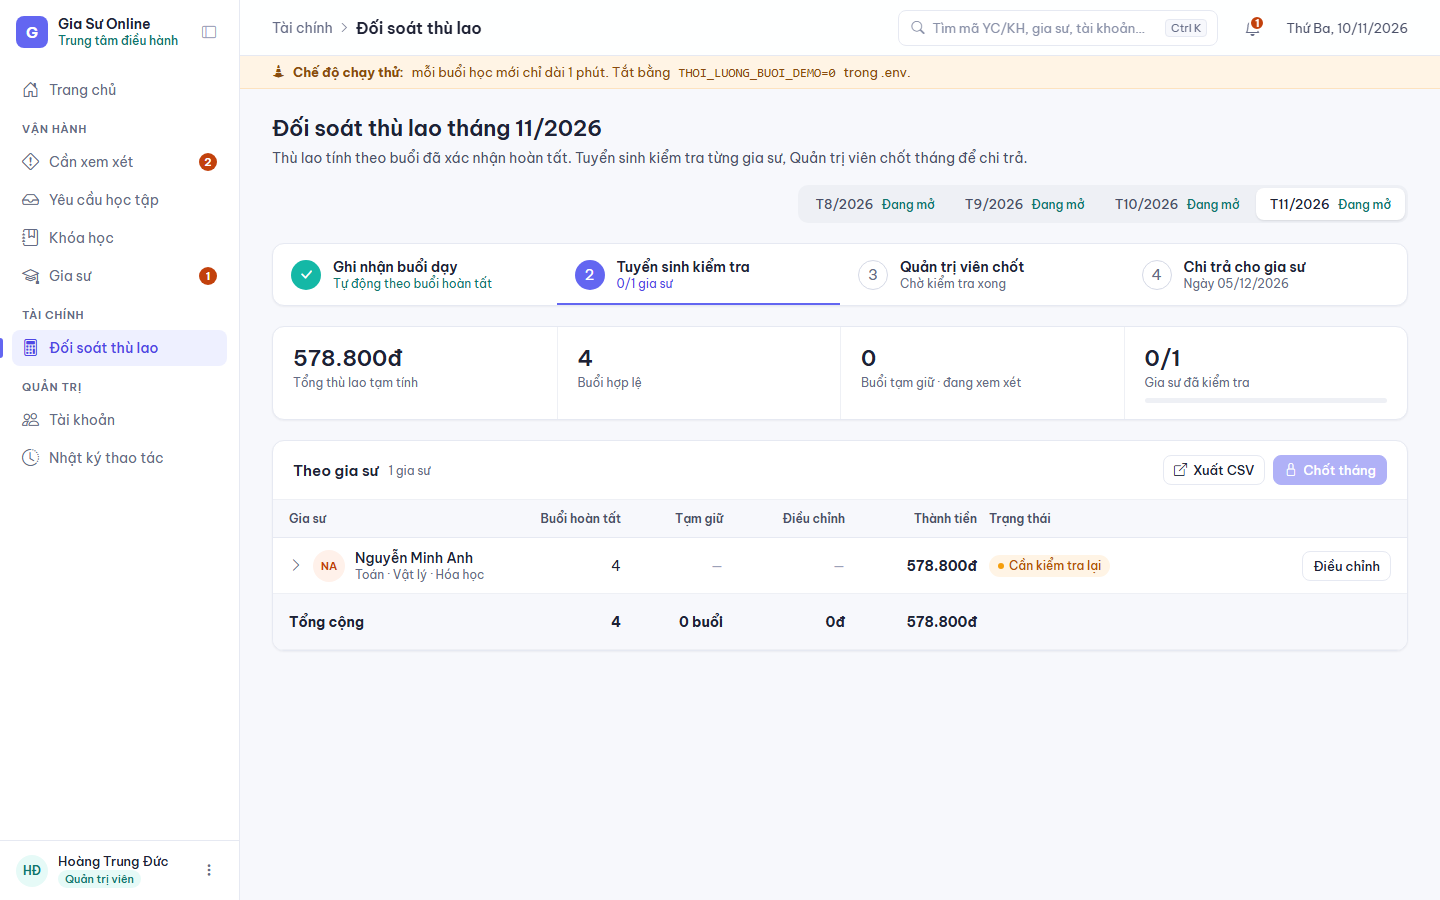 G
Gia Sư Online
Trung tâm điều hành
Trang chủ
VẬN HÀNH
Cần xem xét
2
Yêu cầu học tập
Khóa học
Gia sư
1
TÀI CHÍNH
Đối soát thù lao
QUẢN TRỊ
Tài khoản
Nhật ký thao tác
HĐ
Hoàng Trung Đức
Quản trị viên
Tài chính
Đối soát thù lao
Tìm mã YC/KH, gia sư, tài khoản...
Ctrl K
1
Thứ Ba, 10/11/2026
Chế độ chạy thử: mỗi buổi học mới chỉ dài 1 phút. Tắt bằng THOI_LUONG_BUOI_DEMO=0 trong .env.
Đối soát thù lao tháng 11/2026
Thù lao tính theo buổi đã xác nhận hoàn tất. Tuyển sinh kiểm tra từng gia sư, Quản trị viên chốt tháng để chi trả.
T8/2026 Đang mở
T9/2026 Đang mở
T10/2026 Đang mở
T11/2026 Đang mở
Ghi nhận buổi dạy
Tự động theo buổi hoàn tất
2
Tuyển sinh kiểm tra
0/1 gia sư
3
Quản trị viên chốt
Chờ kiểm tra xong
4
Chi trả cho gia sư
Ngày 05/12/2026
578.800đ
Tổng thù lao tạm tính
4
Buổi hợp lệ
0
Buổi tạm giữ · đang xem xét
0/1
Gia sư đã kiểm tra
Theo gia sư 1 gia sư
Xuất CSV
Chốt tháng
Gia sư Buổi hoàn tất Tạm giữ Điều chỉnh Thành tiền Trạng thái
NA
Nguyễn Minh Anh
Toán · Vật lý · Hóa học
4 — — 578.800đ Cần kiểm tra lại Điều chỉnh
Tổng cộng 4 0 buổi 0đ 578.800đ